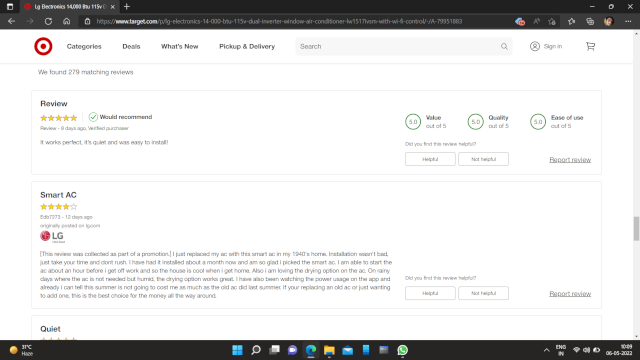 Lg Electronics 14,000 Btu 115v D
https://www.target.com/p/lg-electronics-14-000-btu-115v-dual-inverter-window-air-conditioner-lw1517ivsm-with-wi-fi-control/-/A-79951883
Categories Deals What's New Pickup & Delivery Search Sign in
We found 279 matching reviews
Review
Would recommend
Review - 8 days ago, Verified purchaser
It works perfect, it's quiet and was easy to install!
5.0 Value out of 5
5.0 Quality out of 5
5.0 Ease of use out of 5
Did you find this review helpful?
Helpful Not helpful Report review
Smart AC
Edb7273 - 12 days ago
originally posted on lg.com
LG
[This review was collected as part of a promotion.] I just replaced my ac with this smart ac in my 1940's home. Installation wasn't bad,
just take your time and dont rush. I have had it installed about a month now and am so glad i picked the smart ac. I am able to start the
ac about an hour before i get off work and so the house is cool when i get home. Also i am loving the drying option on the ac. On rainy
days where the ac is not needed but humid, the drying option works great. I have also been watching the power usage on the app and
already i can tell this summer is not going to cost me as much as the old ac did last summer. if your replacing an old ac or just wanting
to add one, this is the best choice for the money all the way around.
Did you find this review helpful?
Helpful Not helpful Report review
Quiet
31°C
Haze
ENG
IN
10:09
06-05-2022